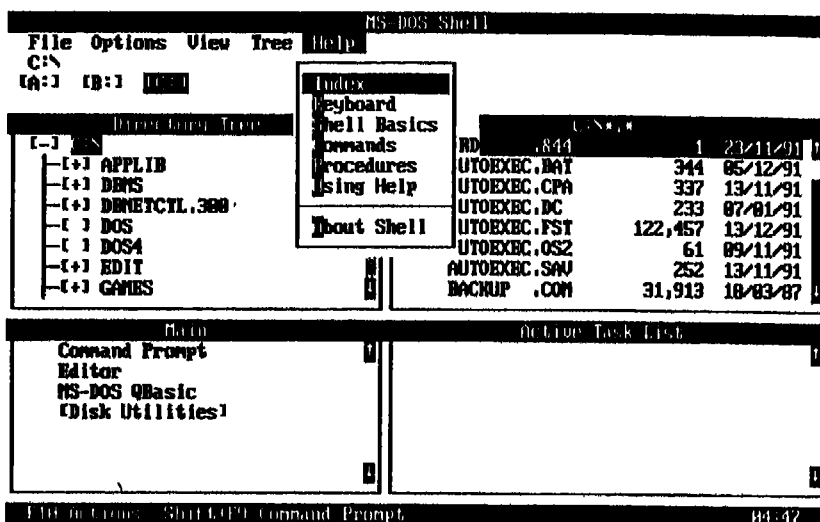 MS-DOS Shell
File Options View Tree Help
C:\
[A:] [B:] [C:]
Index
Keyboard
Shell Basics
Commands
Procedures
Using Help
About Shell
Directory Tree
[-] C:\
[+] APPLIB
[+] DBMS
[+] DBNETCTL.300
[ ] DOS
[ ] DOS4
[+] EDIT
[+] GAMES
C:\*.*
RD .844 1 23/11/91
UTOEXEC.BAT 344 05/12/91
UTOEXEC.CPA 337 13/11/91
UTOEXEC.DC 233 07/01/91
UTOEXEC.FST 122,457 13/12/91
UTOEXEC.OS2 61 09/11/91
AUTOEXEC.SAV 252 13/11/91
BACKUP .COM 31,913 18/03/87
Main
Command Prompt
Editor
MS-DOS QBasic
[Disk Utilities]
Active Task List
F10 Actions Shift+F9 Command Prompt 04:47